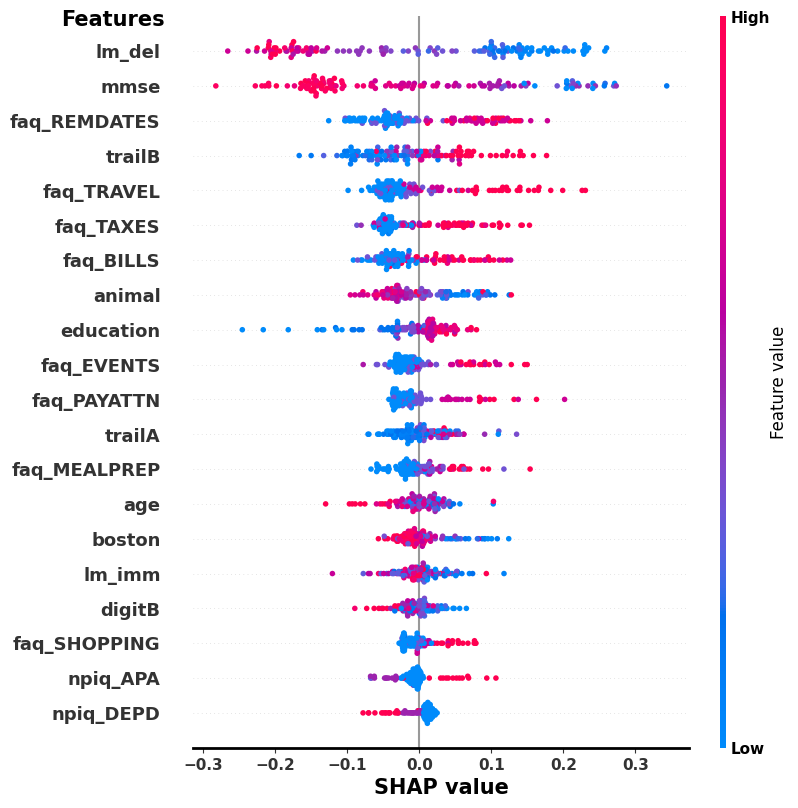 Features
High
lm_del
mmse
faq_REMDATES
trailB
faq_TRAVEL
faq_TAXES
faq_BILLS
animal
education
faq_EVENTS
faq_PAYATTN
trailA
faq_MEALPREP
age
boston
lm_imm
digitB
faq_SHOPPING
npiq_APA
npiq_DEPD
Feature value
Low
−0.3 −0.2 −0.1 0.0 0.1 0.2 0.3
SHAP value